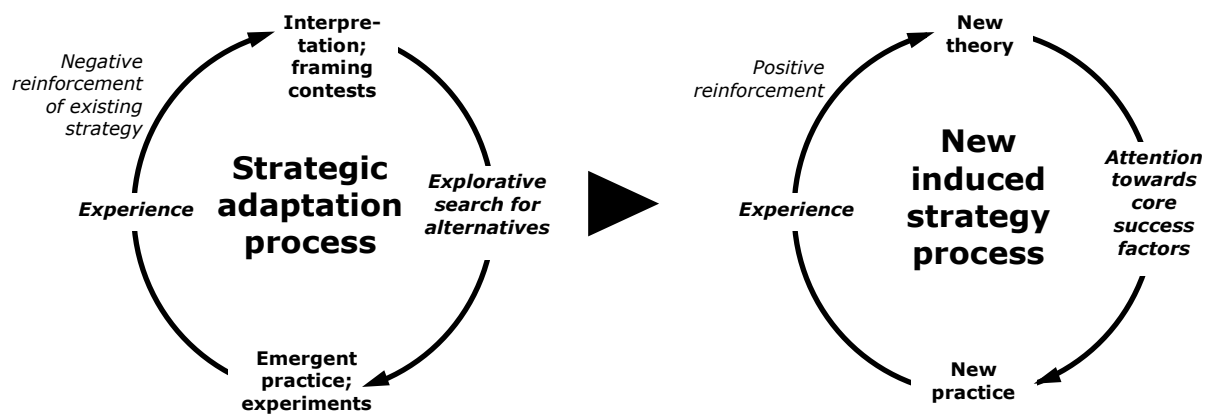 Interpre-
tation;
framing
contests
Negative
reinforcement
of existing
strategy
Strategic
adaptation
process
Experience
Explorative
search for
alternatives
Emergent
practice;
experiments
New
theory
Positive
reinforcement
New
induced
strategy
process
Experience
Attention
towards
core
success
factors
New
practice